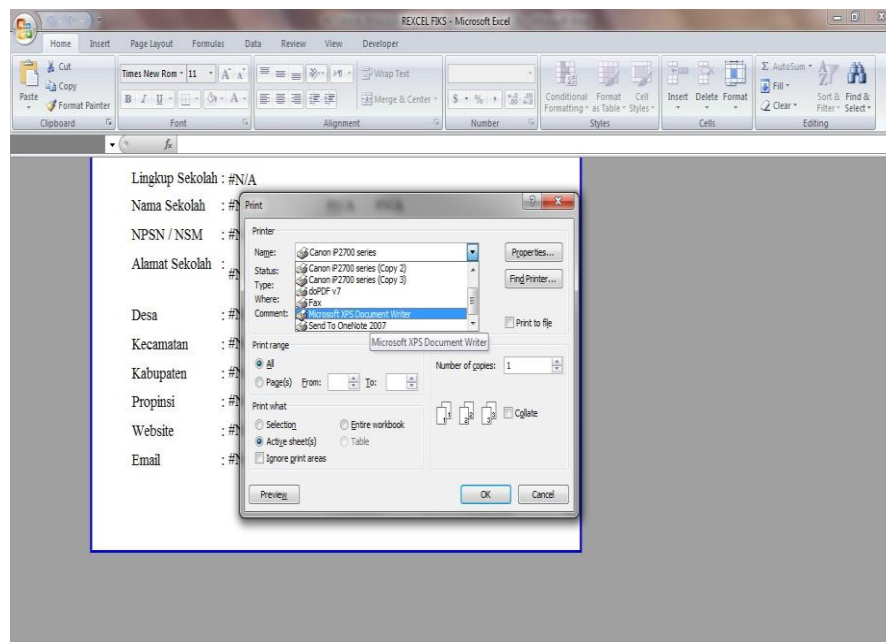 REXCEL FIKS - Microsoft Excel
Home Insert Page Layout Formulas Data Review View Developer
Paste
Cut
Copy
Format Painter
Clipboard
Times New Rom 11
B I U
Font
Wrap Text
Merge & Center
Alignment
$ % ,
Number
Conditional Formatting
Format as Table
Cell Styles
Styles
Insert Delete Format
Cells
Σ AutoSum
Fill
Clear
Sort & Filter
Find & Select
Editing
fx
Lingkup Sekolah : #N/A
Nama Sekolah : #N
NPSN / NSM : #N
Alamat Sekolah : #N
Desa : #N
Kecamatan : #N
Kabupaten : #N
Propinsi : #N
Website : #N
Email : #N
Print
Printer
Name: Canon iP2700 series
Status:
Type:
Where:
Comment:
Canon iP2700 series (Copy 2)
Canon iP2700 series (Copy 3)
doPDF v7
Fax
Microsoft XPS Document Writer
Send To OneNote 2007
Microsoft XPS Document Writer
Properties...
Find Printer...
Print to file
Print range
All
Page(s) From: To:
Print what
Selection
Entire workbook
Active sheet(s)
Table
Ignore print areas
Number of copies: 1
Collate
Preview
OK
Cancel